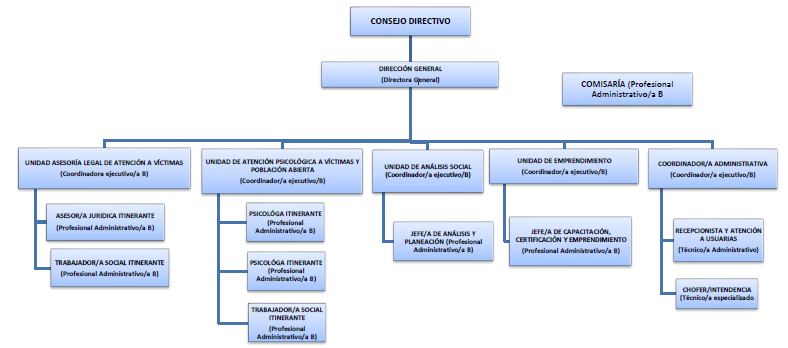 CONSEJO DIRECTIVO
DIRECCIÓN GENERAL
(Directora General)
COMISARÍA (Profesional
Administrativo/a B
UNIDAD ASESORÍA LEGAL DE ATENCIÓN A VÍCTIMAS
(Coordinadora ejecutivo/a B)
ASESOR/A JURIDICA ITINERANTE
(Profesional Administrativo/a B)
TRABAJADOR/A SOCIAL ITINERANTE
(Profesional Administrativo/a B)
UNIDAD DE ATENCIÓN PSICOLÓGICA A VÍCTIMAS Y
POBLACIÓN ABIERTA
(Coordinador/a ejecutivo/B)
PSICOLÓGA ITINERANTE
(Profesional
Administrativo/a B)
PSICOLÓGA ITINERANTE
(Profesional
Administrativo/a B)
TRABAJADOR/A SOCIAL
ITINERANTE
(Profesional
Administrativo/a B)
UNIDAD DE ANÁLISIS SOCIAL
(Coordinador/a ejecutivo/B)
JEFE/A DE ANÁLISIS Y
PLANEACIÓN (Profesional
Administrativo/a B)
UNIDAD DE EMPRENDIMIENTO
(Coordinador/a ejecutivo/B)
JEFE/A DE CAPACITACIÓN,
CERTIFICACIÓN Y EMPRENDIMIENTO
(Profesional Administrativo/a B)
COORDINADOR/A ADMINISTRATIVA
(Coordinador/a ejecutivo/B)
RECEPCIONISTA Y ATENCIÓN
A USUARIAS
(Técnico/a Administrativo)
CHOFER/INTENDENCIA
(Técnico/a especializado